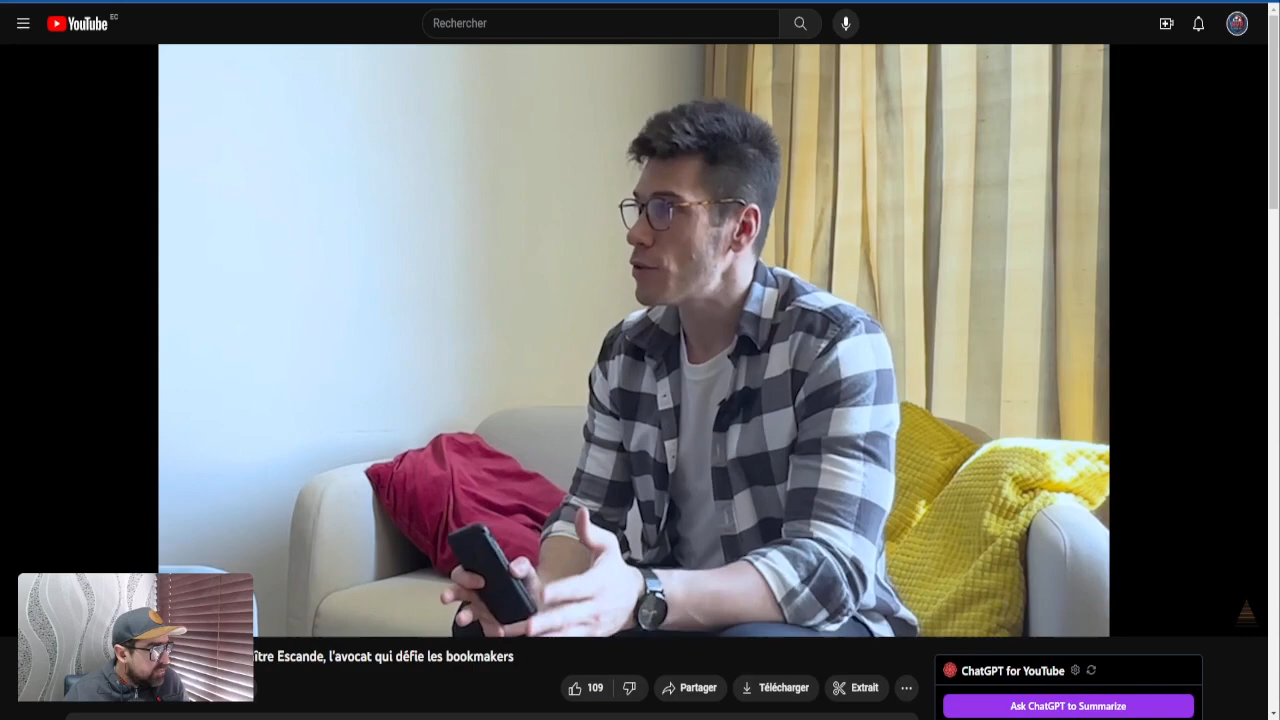 YouTube EC
Rechercher
ître Escande, l'avocat qui défie les bookmakers
109
Partager
Télécharger
Extrait
ChatGPT for YouTube
Ask ChatGPT to Summarize